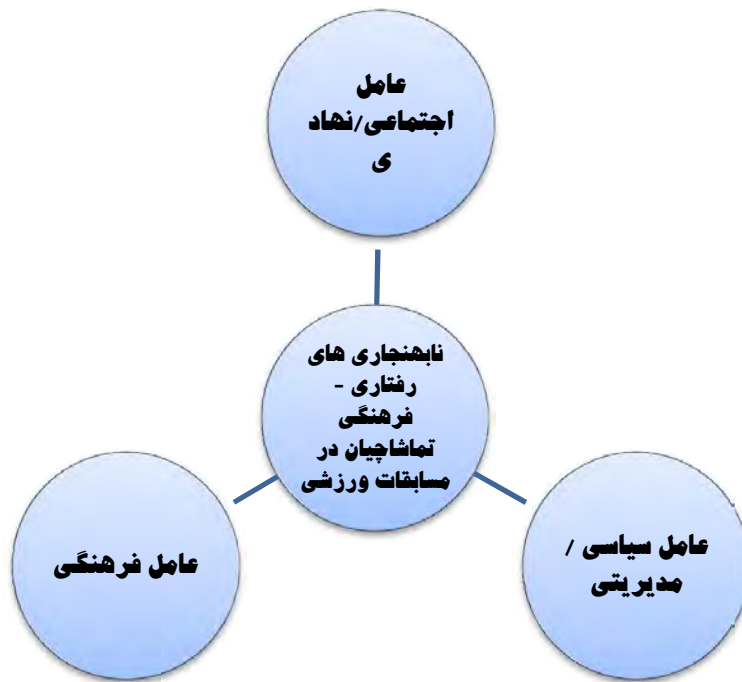 عامل
اجتماعی/نهاد
ی
نابهنجاری های
رفتاری -
فرهنگی
تماشاچیان در
مسابقات ورزشی
عامل سیاسی /
مدیریتی
عامل فرهنگی